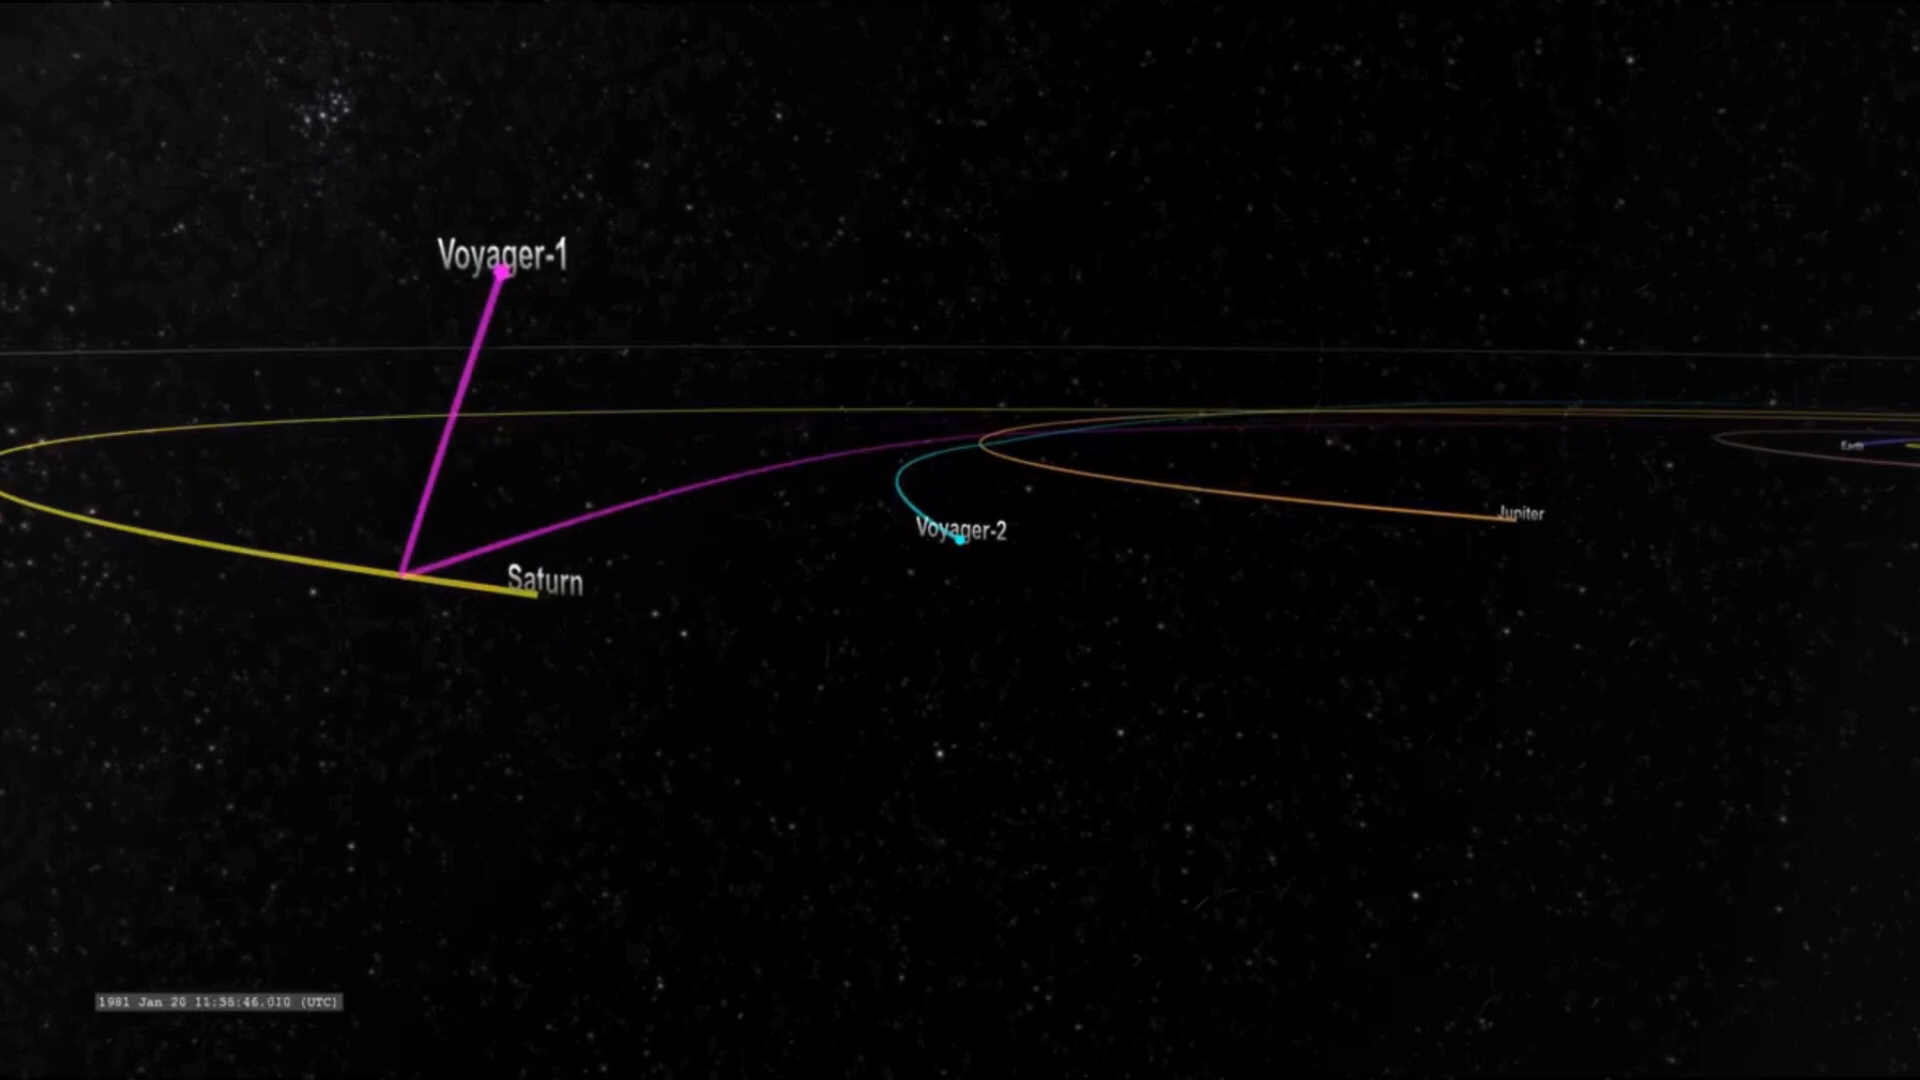 Voyager-1
Earth
Jupiter
Voyager-2
Saturn
1981 Jan 20 11:56:46.010 (UTC)